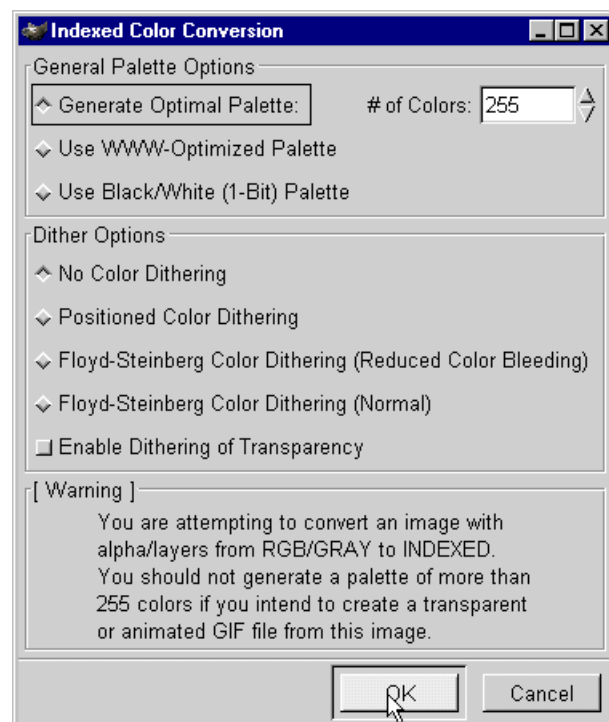 Indexed Color Conversion
General Palette Options
Generate Optimal Palette: # of Colors: 255
Use WWW-Optimized Palette
Use Black/White (1-Bit) Palette
Dither Options
No Color Dithering
Positioned Color Dithering
Floyd-Steinberg Color Dithering (Reduced Color Bleeding)
Floyd-Steinberg Color Dithering (Normal)
Enable Dithering of Transparency
[ Warning ]
You are attempting to convert an image with
alpha/layers from RGB/GRAY to INDEXED.
You should not generate a palette of more than
255 colors if you intend to create a transparent
or animated GIF file from this image.
OK Cancel